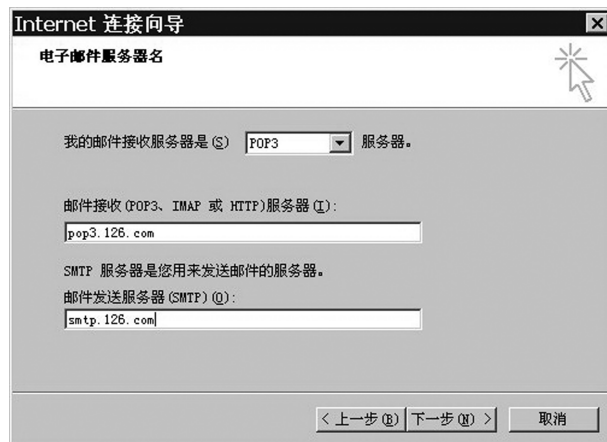 Internet 连接向导
电子邮件服务器名
我的邮件接收服务器是(S) POP3 服务器。
邮件接收(POP3、IMAP 或 HTTP)服务器(I):
pop3.126.com
SMTP 服务器是您用来发送邮件的服务器。
邮件发送服务器(SMTP)(O):
smtp.126.com
< 上一步(B) 下一步(N) > 取消